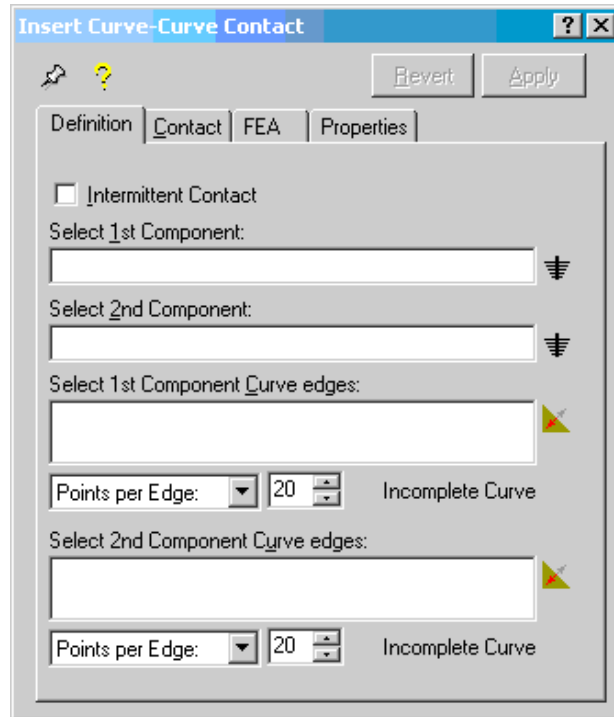 Insert Curve-Curve Contact
Revert Apply
Definition Contact FEA Properties
Intermittent Contact
Select 1st Component:
Select 2nd Component:
Select 1st Component Curve edges:
Points per Edge: 20 Incomplete Curve
Select 2nd Component Curve edges:
Points per Edge: 20 Incomplete Curve